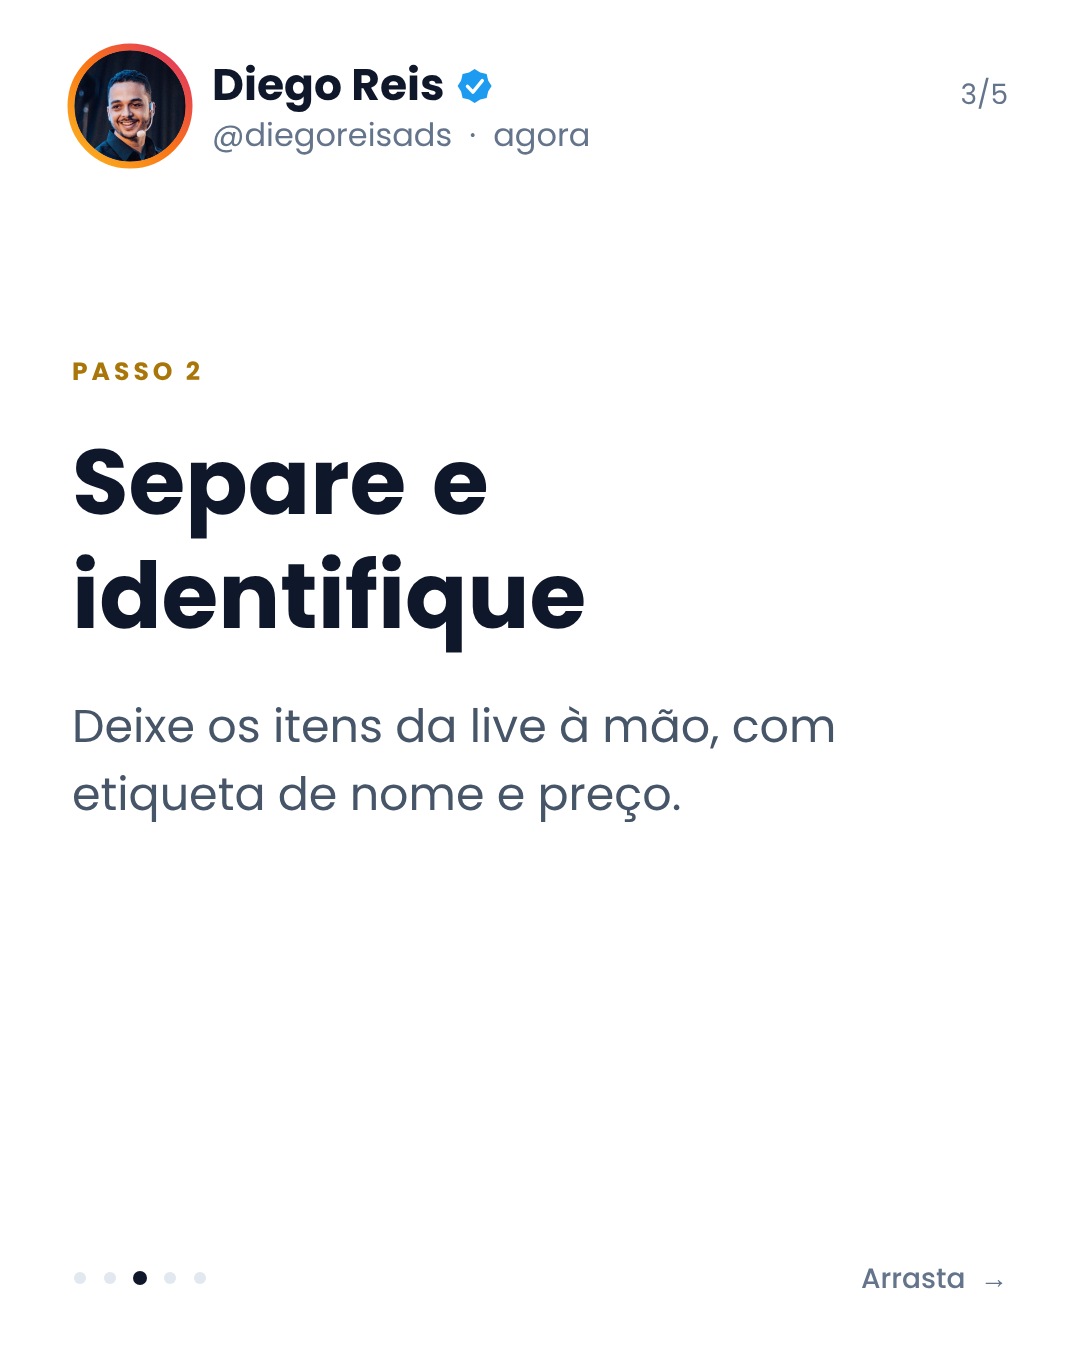 Diego Reis
@diegoreisads · agora
3/5
PASSO 2
Separe e
identifique
Deixe os itens da live à mão, com
etiqueta de nome e preço.
Arrasta →